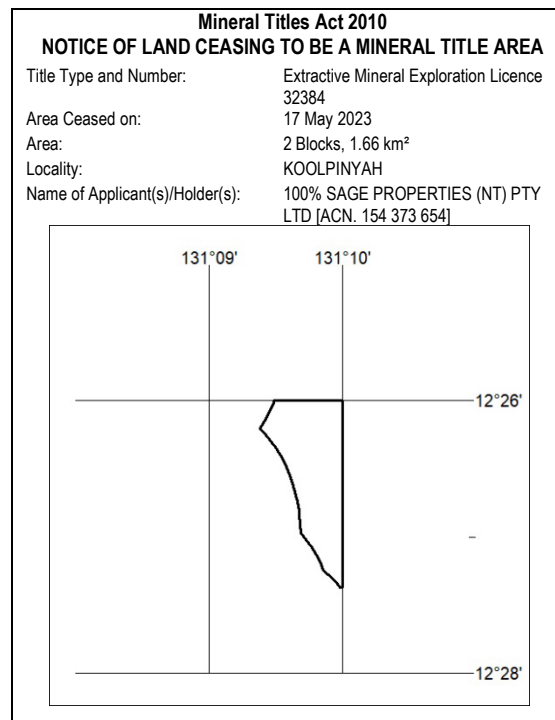 Mineral Titles Act 2010
NOTICE OF LAND CEASING TO BE A MINERAL TITLE AREA
Title Type and Number: Extractive Mineral Exploration Licence
32384
Area Ceased on: 17 May 2023
Area: 2 Blocks, 1.66 km²
Locality: KOOLPINYAH
Name of Applicant(s)/Holder(s): 100% SAGE PROPERTIES (NT) PTY
LTD [ACN. 154 373 654]
131°09' 131°10'
12°26'
12°28'